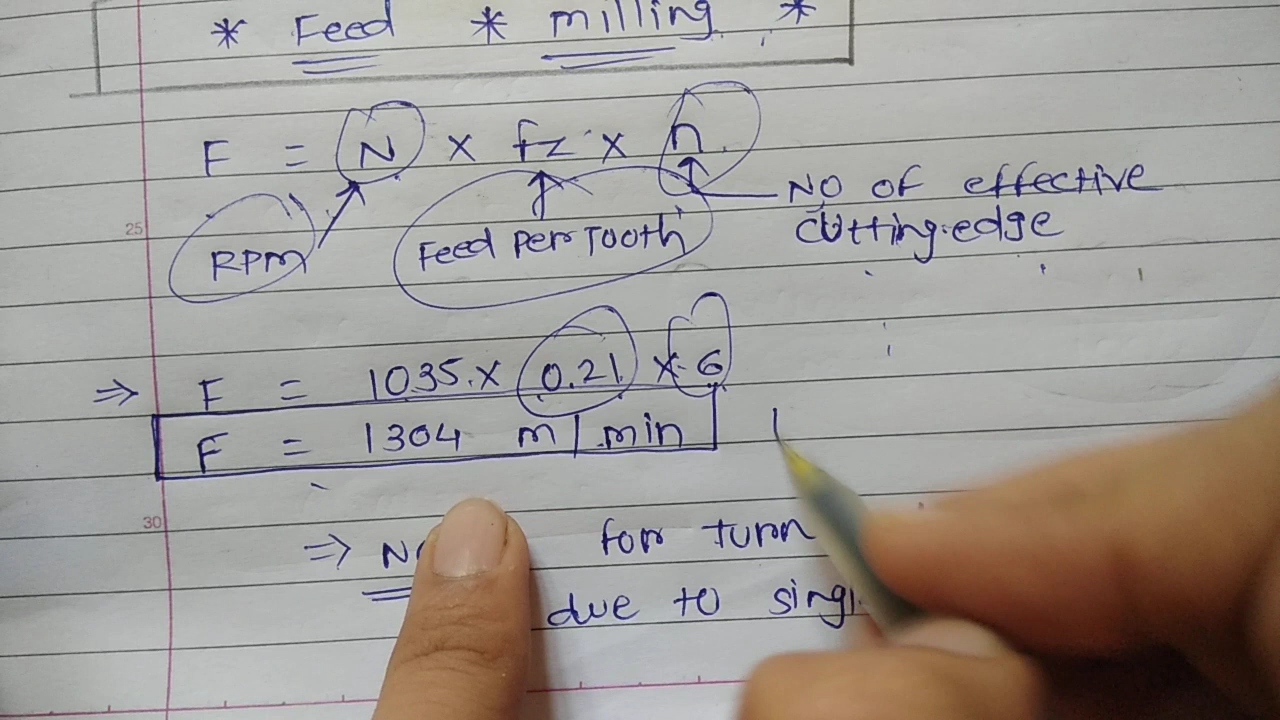 * Feed * milling *
F = N × fz × n
NO OF effective
cutting edge
25
RPM
Feed Per Tooth
⇒ F = 1035 × 0.21 × 6
F = 1304 m/min
30
⇒ for turn
due to singl